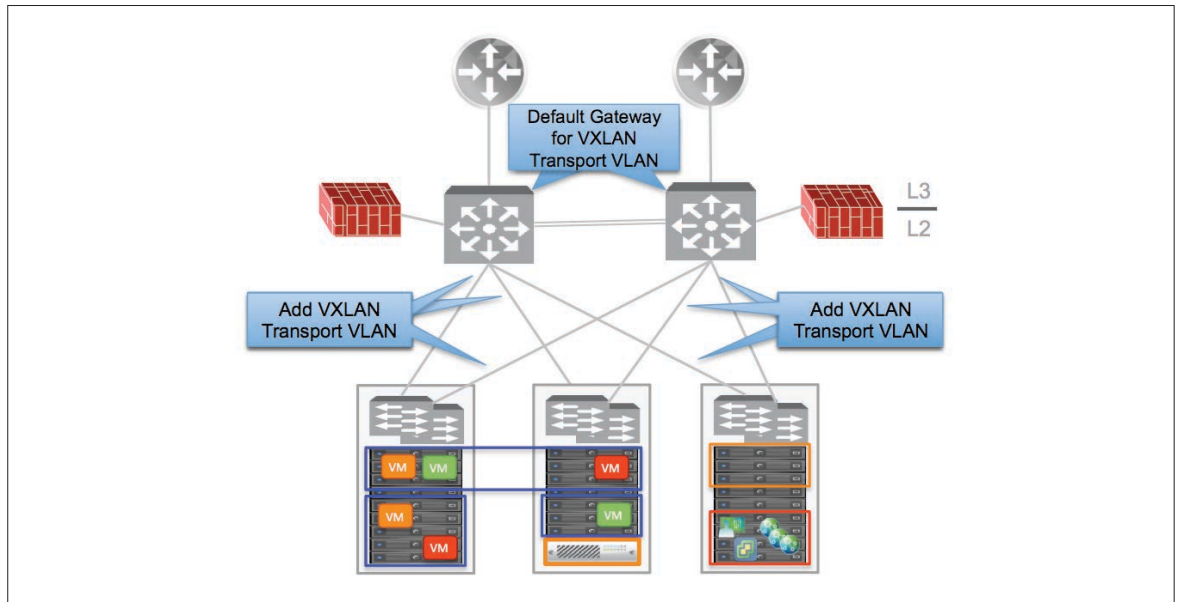 Default Gateway
for VXLAN
Transport VLAN
L3
L2
Add VXLAN
Transport VLAN
Add VXLAN
Transport VLAN
VM
VM
VM
VM
VM
VM